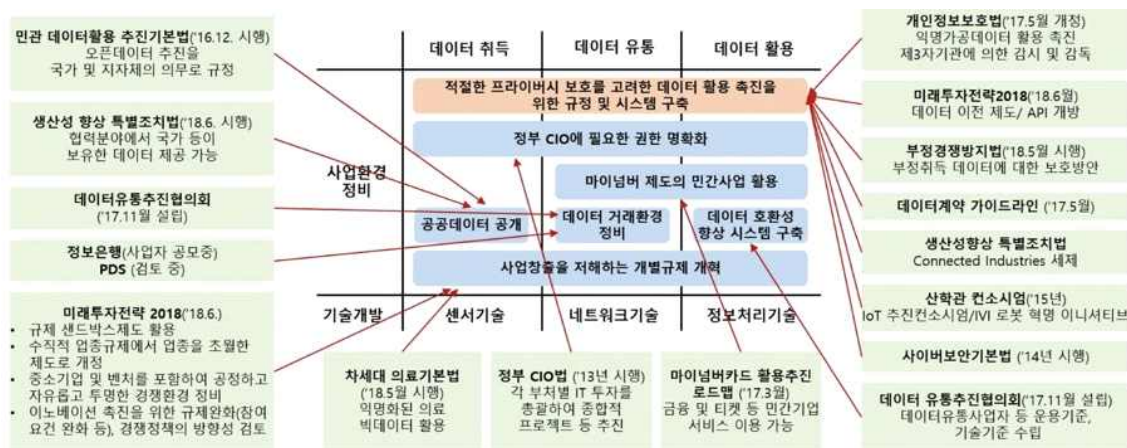 민관 데이터활용 추진기본법('16.12. 시행)
오픈데이터 추진을
국가 및 지자체의 의무로 규정
생산성 향상 특별조치법('18.6. 시행)
협력분야에서 국가 등이
보유한 데이터 제공 가능
데이터유통추진협의회
('17.11월 설립)
정보은행(사업자 공모중)
PDS (검토 중)
미래투자전략 2018('18.6.)
• 규제 샌드박스제도 활용
• 수직적 업종규제에서 업종을 초월한
제도로 개정
• 중소기업 및 벤처를 포함하여 공정하고
자유롭고 투명한 경쟁환경 정비
• 이노베이션 촉진을 위한 규제완화(참여
요건 완화 등), 경쟁정책의 방향성 검토
데이터 취득
데이터 유통
데이터 활용
사업환경
정비
적절한 프라이버시 보호를 고려한 데이터 활용 촉진을
위한 규정 및 시스템 구축
정부 CIO에 필요한 권한 명확화
마이넘버 제도의 민간사업 활용
공공데이터 공개
데이터 거래환경
정비
데이터 호환성
향상 시스템 구축
사업창출을 저해하는 개별규제 개혁
기술개발
센서기술
네트워크기술
정보처리기술
차세대 의료기본법
('18.5월 시행)
익명화된 의료
빅데이터 활용
정부 CIO법 ('13년 시행)
각 부처별 IT 투자를
총괄하여 종합적
프로젝트 등 추진
마이넘버카드 활용추진
로드맵 ('17.3월)
금융 및 티켓 등 민간기업
서비스 이용 가능
개인정보보호법('17.5월 개정)
익명가공데이터 활용 촉진
제3자기관에 의한 감시 및 감독
미래투자전략2018('18.6월)
데이터 이전 제도/ API 개방
부정경쟁방지법('18.5월 시행)
부정취득 데이터에 대한 보호방안
데이터계약 가이드라인 ('17.5월)
생산성향상 특별조치법
Connected Industries 세제
산학관 컨소시엄('15년)
IoT 추진컨소시엄/IVI 로봇 혁명 이니셔티브
사이버보안기본법 ('14년 시행)
데이터 유통추진협의회('17.11월 설립)
데이터유통사업자 등 운용기준,
기술기준 수립